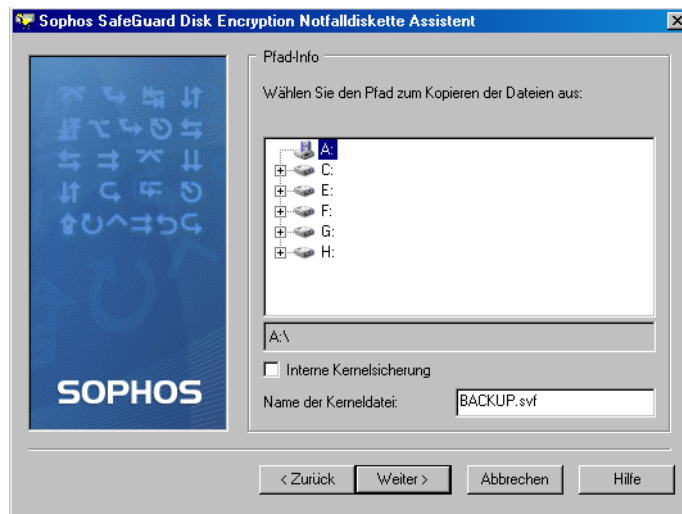 Sophos SafeGuard Disk Encryption Notfalldiskette Assistent
Pfad-Info
Wählen Sie den Pfad zum Kopieren der Dateien aus:
A:
C:
E:
F:
G:
H:
A:\
Interne Kernelsicherung
Name der Kerneldatei:
BACKUP.svf
SOPHOS
< Zurück
Weiter >
Abbrechen
Hilfe